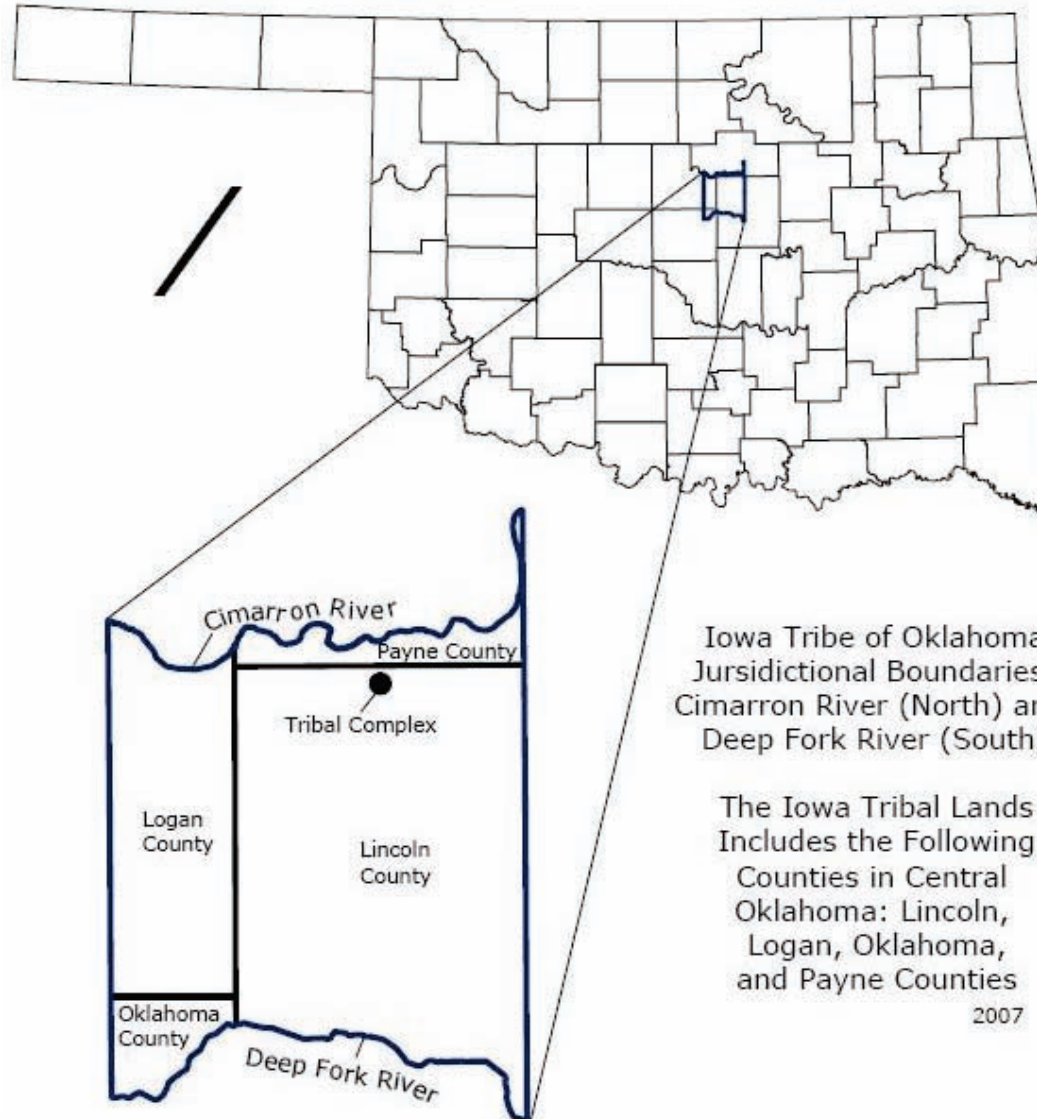 Cimarron River
Payne County
Tribal Complex
Logan
County
Lincoln
County
Oklahoma
County
Deep Fork River
Iowa Tribe of Oklahoma
Jursidictional Boundaries
Cimarron River (North) an
Deep Fork River (South
The Iowa Tribal Lands
Includes the Following
Counties in Central
Oklahoma: Lincoln,
Logan, Oklahoma,
and Payne Counties
2007